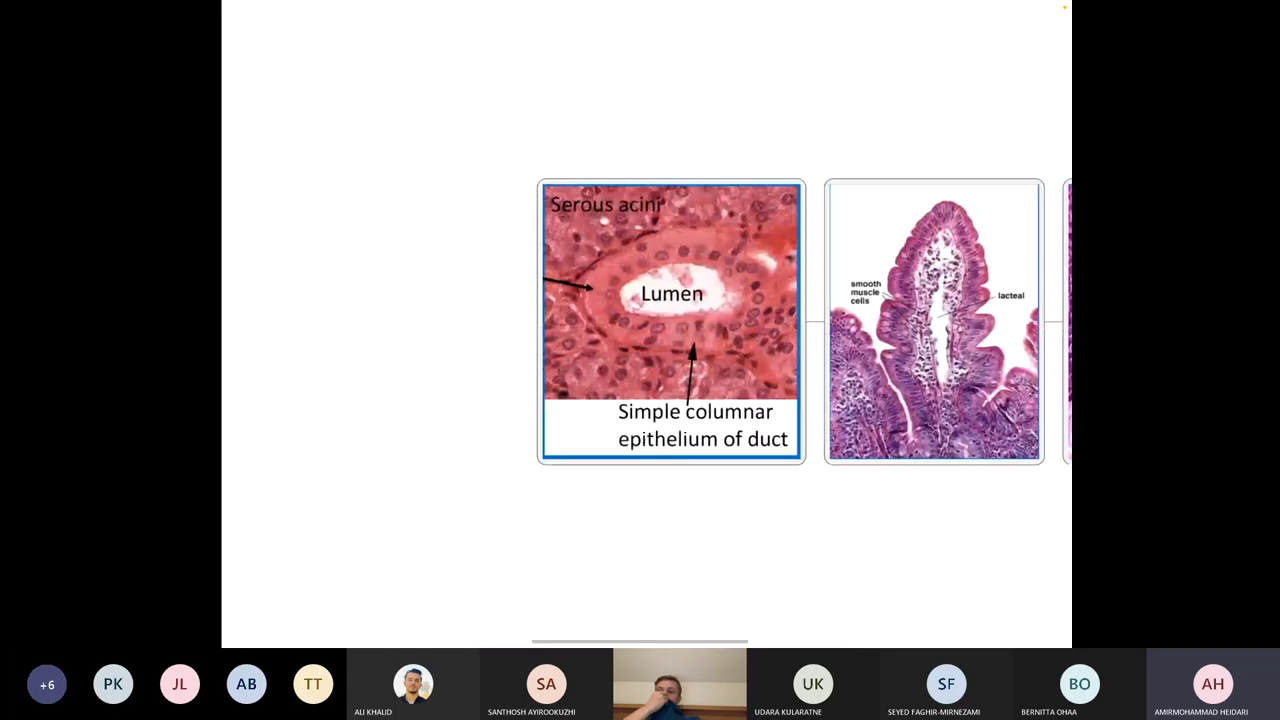 Serous acini
Lumen
Simple columnar
epithelium of duct
smooth
muscle
cells
lacteal
+6
PK
JL
AB
TT
ALI KHALID
SA
SANTHOSH AYIROOKUZHI
UK
UDARA KULARATNE
SF
SEYED FAGHIR-MIRNEZAMI
BO
BERNITTA OHAA
AH
AMIRMOHAMMAD HEIDARI